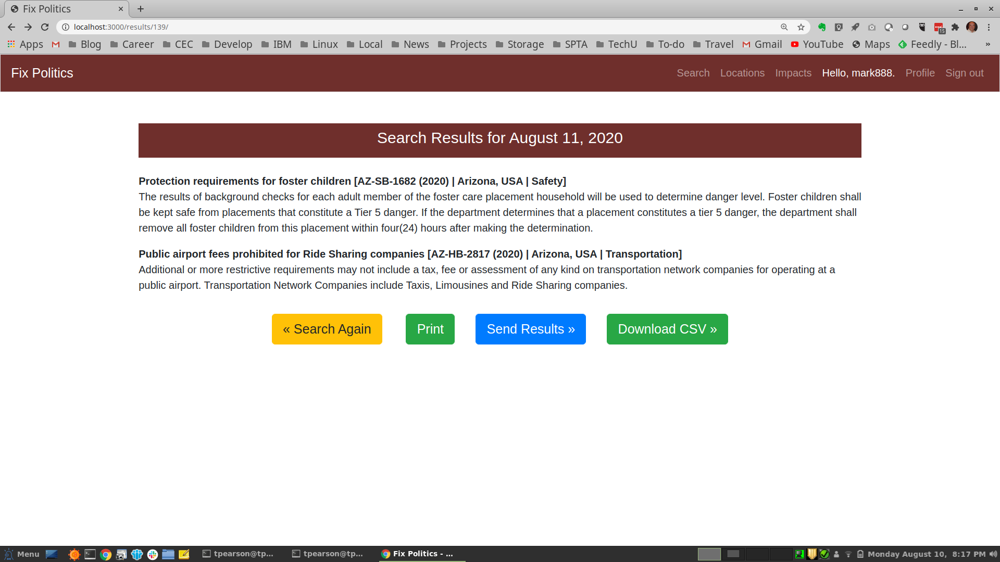 Fix Politics
localhost:3000/results/139/
15
Apps Blog Career CEC Develop IBM Linux Local News Projects Storage SPTA TechU To-do Travel Gmail YouTube Maps Feedly - Bl... »
Fix Politics Search Locations Impacts Hello, mark888. Profile Sign out
Search Results for August 11, 2020
Protection requirements for foster children [AZ-SB-1682 (2020) | Arizona, USA | Safety]
The results of background checks for each adult member of the foster care placement household will be used to determine danger level. Foster children shall
be kept safe from placements that constitute a Tier 5 danger. If the department determines that a placement constitutes a tier 5 danger, the department shall
remove all foster children from this placement within four(24) hours after making the determination.
Public airport fees prohibited for Ride Sharing companies [AZ-HB-2817 (2020) | Arizona, USA | Transportation]
Additional or more restrictive requirements may not include a tax, fee or assessment of any kind on transportation network companies for operating at a
public airport. Transportation Network Companies include Taxis, Limousines and Ride Sharing companies.
« Search Again Print Send Results » Download CSV »
Menu tpearson@tp... tpearson@tp... Fix Politics - ... Monday August 10, 8:17 PM